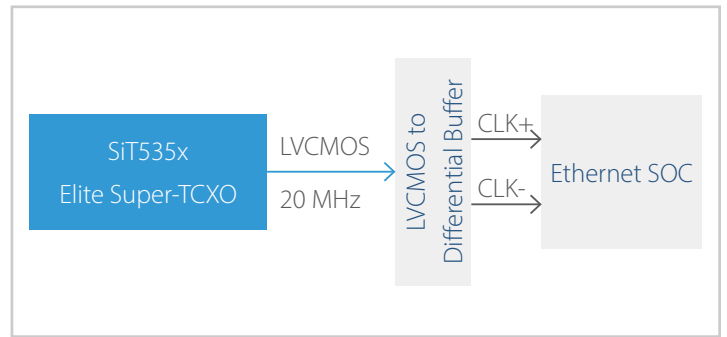 SiT535x
Elite Super-TCXO
LVCMOS
20 MHz
LVCMOS to
Differential Buffer
CLK+
CLK-
Ethernet SOC